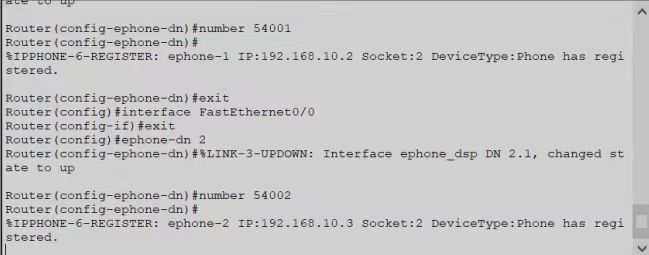 ate to up
Router(config-ephone-dn)#number 54001
Router(config-ephone-dn)#
%IPPHONE-6-REGISTER: ephone-1 IP:192.168.10.2 Socket:2 DeviceType:Phone has regi
stered.
Router(config-ephone-dn)#exit
Router(config)#interface FastEthernet0/0
Router(config-if)#exit
Router(config)#ephone-dn 2
Router(config-ephone-dn)#%LINK-3-UPDOWN: Interface ephone_dsp DN 2.1, changed st
ate to up
Router(config-ephone-dn)#number 54002
Router(config-ephone-dn)#
%IPPHONE-6-REGISTER: ephone-2 IP:192.168.10.3 Socket:2 DeviceType:Phone has regi
stered.